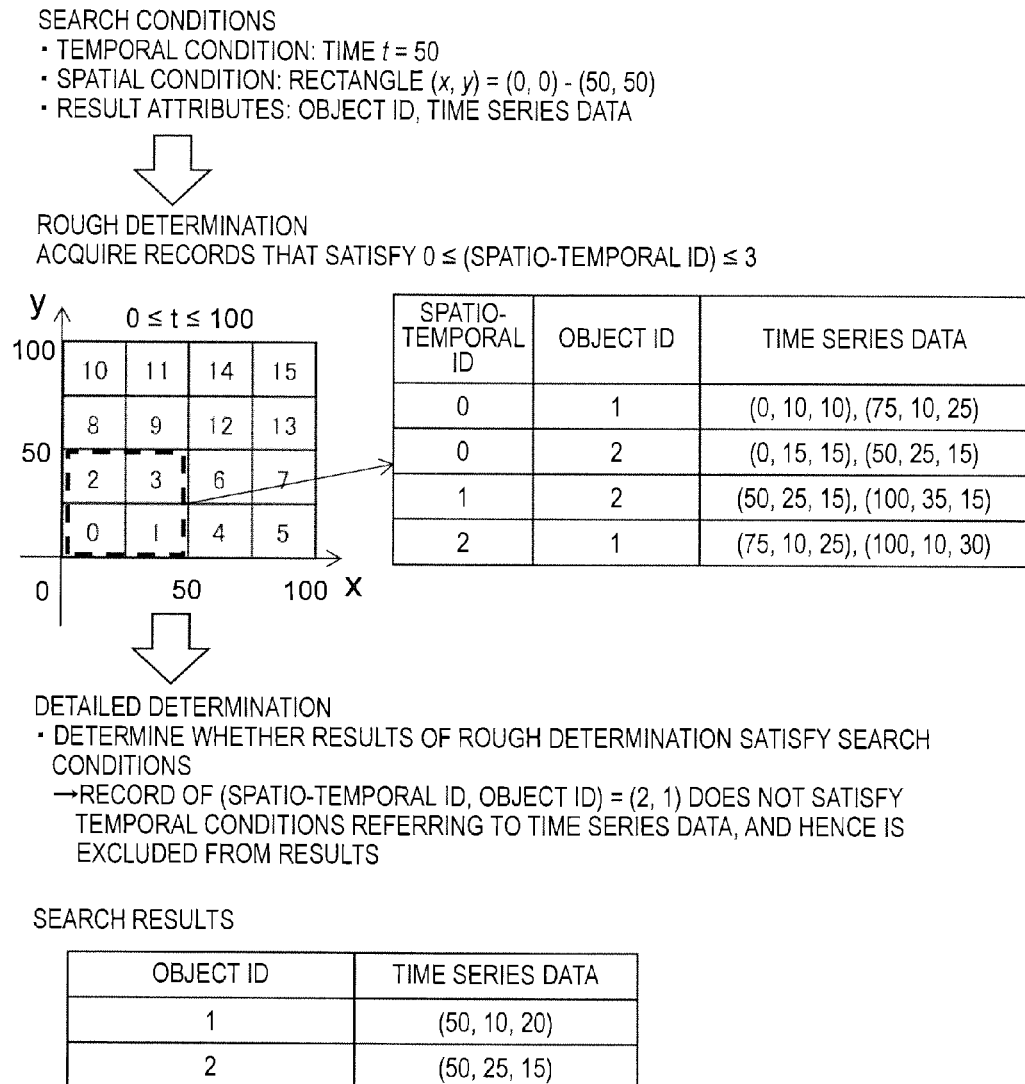 SEARCH CONDITIONS
・TEMPORAL CONDITION: TIME t = 50
・SPATIAL CONDITION: RECTANGLE (x, y) = (0, 0) - (50, 50)
・RESULT ATTRIBUTES: OBJECT ID, TIME SERIES DATA
ROUGH DETERMINATION
ACQUIRE RECORDS THAT SATISFY 0 ≤ (SPATIO-TEMPORAL ID) ≤ 3
y 0 ≤ t ≤ 100
100
10 11 14 15
8 9 12 13
50
2 3 6 7
0 1 4 5
0 50 100 X
SPATIO-TEMPORAL ID OBJECT ID TIME SERIES DATA
0 1 (0, 10, 10), (75, 10, 25)
0 2 (0, 15, 15), (50, 25, 15)
1 2 (50, 25, 15), (100, 35, 15)
2 1 (75, 10, 25), (100, 10, 30)
DETAILED DETERMINATION
・DETERMINE WHETHER RESULTS OF ROUGH DETERMINATION SATISFY SEARCH
CONDITIONS
→RECORD OF (SPATIO-TEMPORAL ID, OBJECT ID) = (2, 1) DOES NOT SATISFY
TEMPORAL CONDITIONS REFERRING TO TIME SERIES DATA, AND HENCE IS
EXCLUDED FROM RESULTS
SEARCH RESULTS
OBJECT ID TIME SERIES DATA
1 (50, 10, 20)
2 (50, 25, 15)